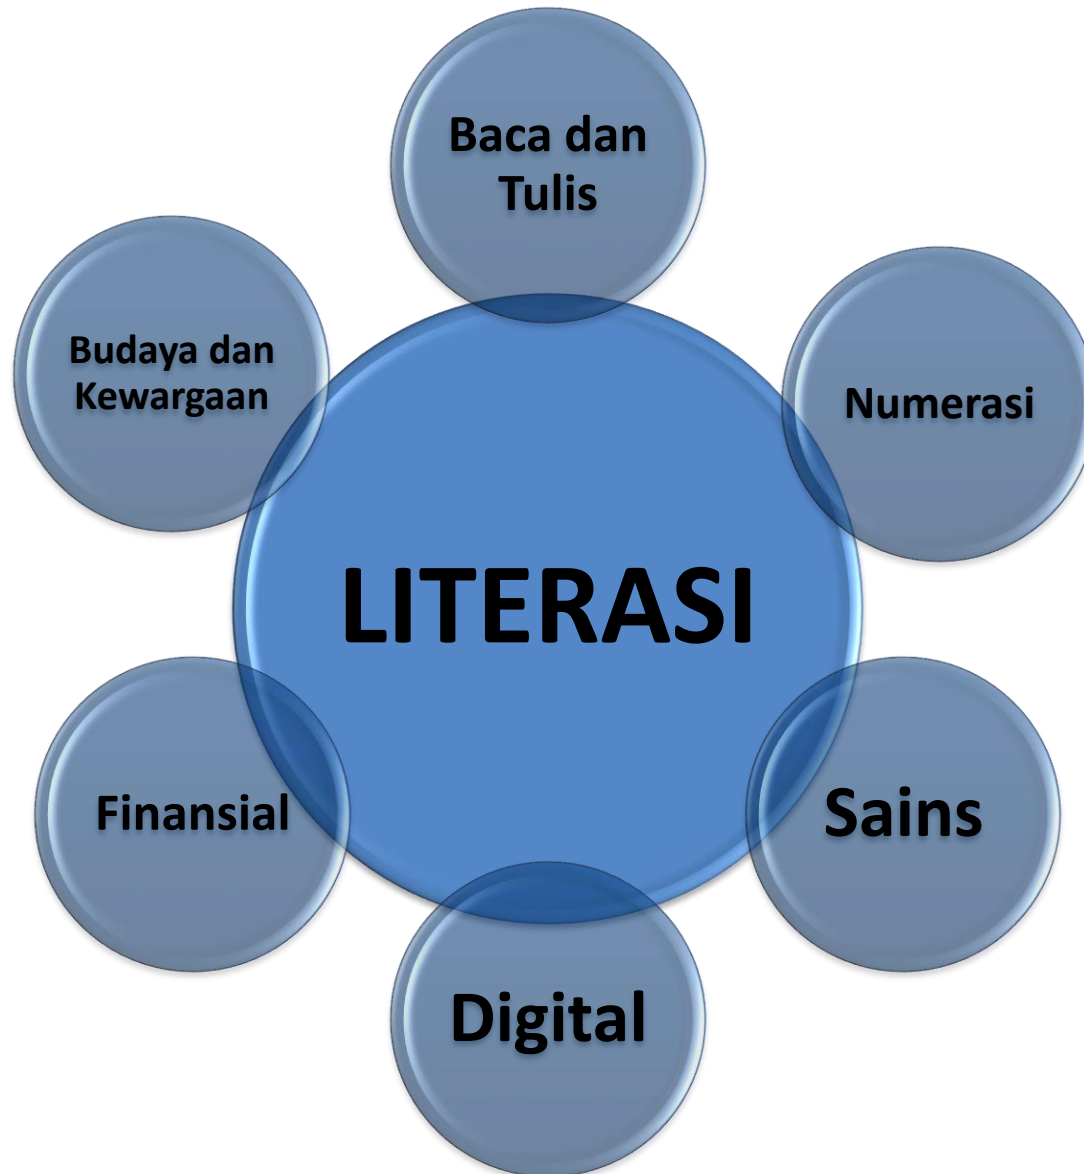 Baca dan
Tulis
Budaya dan
Kewargaan
Numerasi
LITERASI
Finansial
Sains
Digital